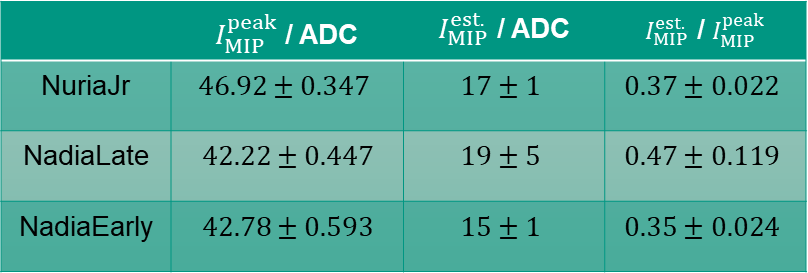 I_MIP^peak / ADC I_MIP^est. / ADC I_MIP^est. / I_MIP^peak
NuriaJr 46.92 ± 0.347 17 ± 1 0.37 ± 0.022
NadiaLate 42.22 ± 0.447 19 ± 5 0.47 ± 0.119
NadiaEarly 42.78 ± 0.593 15 ± 1 0.35 ± 0.024